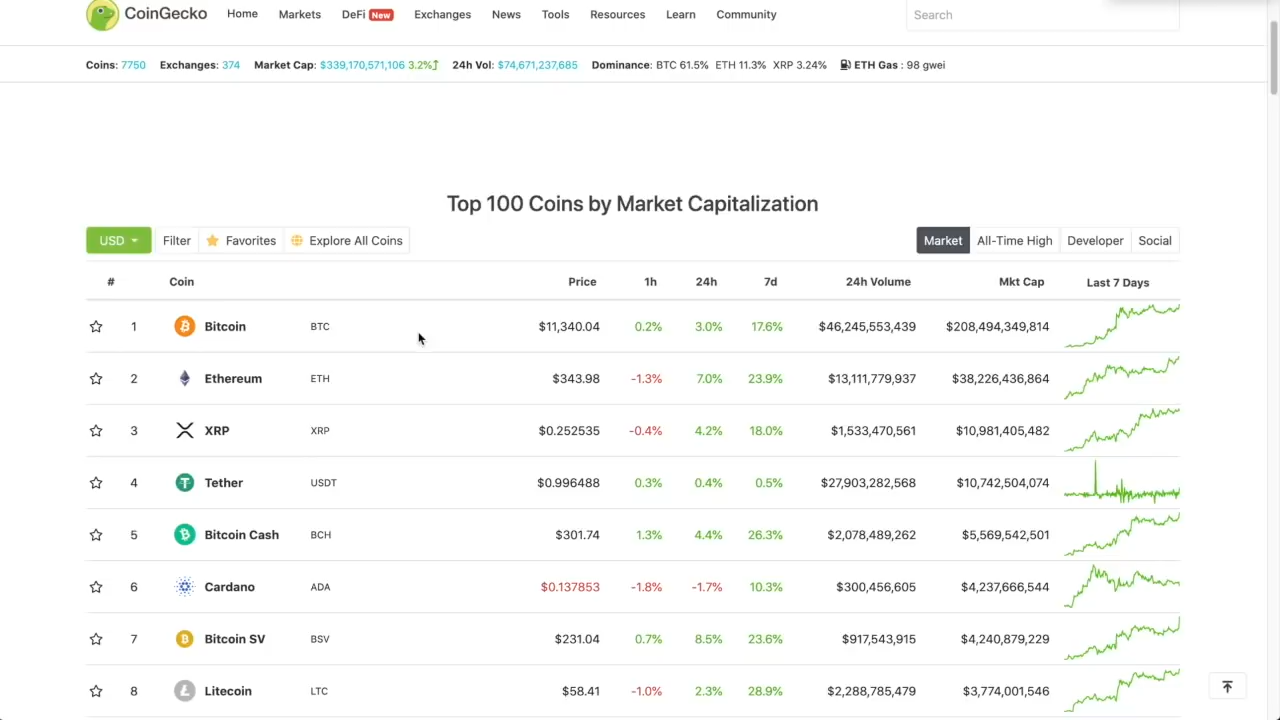 CoinGecko Home Markets DeFi New Exchanges News Tools Resources Learn Community Search
Coins: 7750 Exchanges: 374 Market Cap: $339,170,571,106 3.2% 24h Vol: $74,671,237,685 Dominance: BTC 61.5% ETH 11.3% XRP 3.24% ETH Gas : 98 gwei
Top 100 Coins by Market Capitalization
USD Filter Favorites Explore All Coins Market All-Time High Developer Social
# Coin Price 1h 24h 7d 24h Volume Mkt Cap Last 7 Days
1 Bitcoin BTC $11,340.04 0.2% 3.0% 17.6% $46,245,553,439 $208,494,349,814
2 Ethereum ETH $343.98 -1.3% 7.0% 23.9% $13,111,779,937 $38,226,436,864
3 XRP XRP $0.252535 -0.4% 4.2% 18.0% $1,533,470,561 $10,981,405,482
4 Tether USDT $0.996488 0.3% 0.4% 0.5% $27,903,282,568 $10,742,504,074
5 Bitcoin Cash BCH $301.74 1.3% 4.4% 26.3% $2,078,489,262 $5,569,542,501
6 Cardano ADA $0.137853 -1.8% -1.7% 10.3% $300,456,605 $4,237,666,544
7 Bitcoin SV BSV $231.04 0.7% 8.5% 23.6% $917,543,915 $4,240,879,229
8 Litecoin LTC $58.41 -1.0% 2.3% 28.9% $2,288,785,479 $3,774,001,546